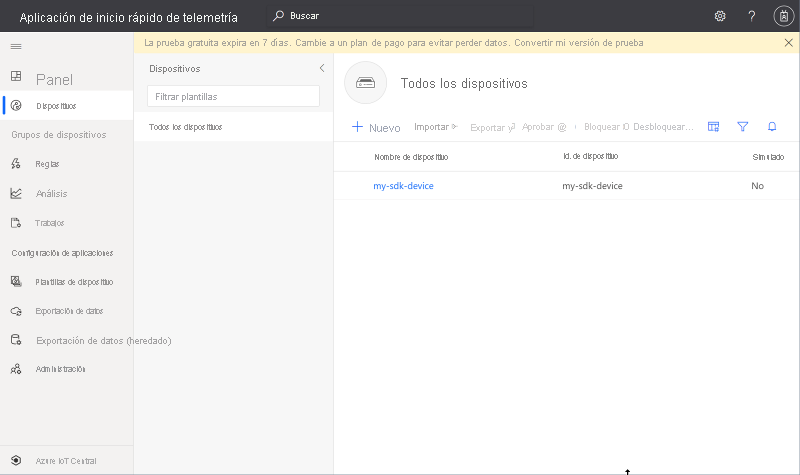 Aplicación de inicio rápido de telemetría
Buscar
La prueba gratuita expira en 7 días. Cambie a un plan de pago para evitar perder datos. Convertir mi versión de prueba
Panel
Dispositivos
Grupos de dispositivos
Reglas
Análisis
Trabajos
Configuración de aplicaciones
Plantillas de dispositivo
Exportación de datos
Exportación de datos (heredado)
Administración
Azure IoT Central
Dispositivos
Filtrar plantillas
Todos los dispositivos
Todos los dispositivos
Nuevo Importar Exportar Aprobar Bloquear Desbloquear...
Nombre de dispositivo Id. de dispositivo Simulado
my-sdk-device my-sdk-device No